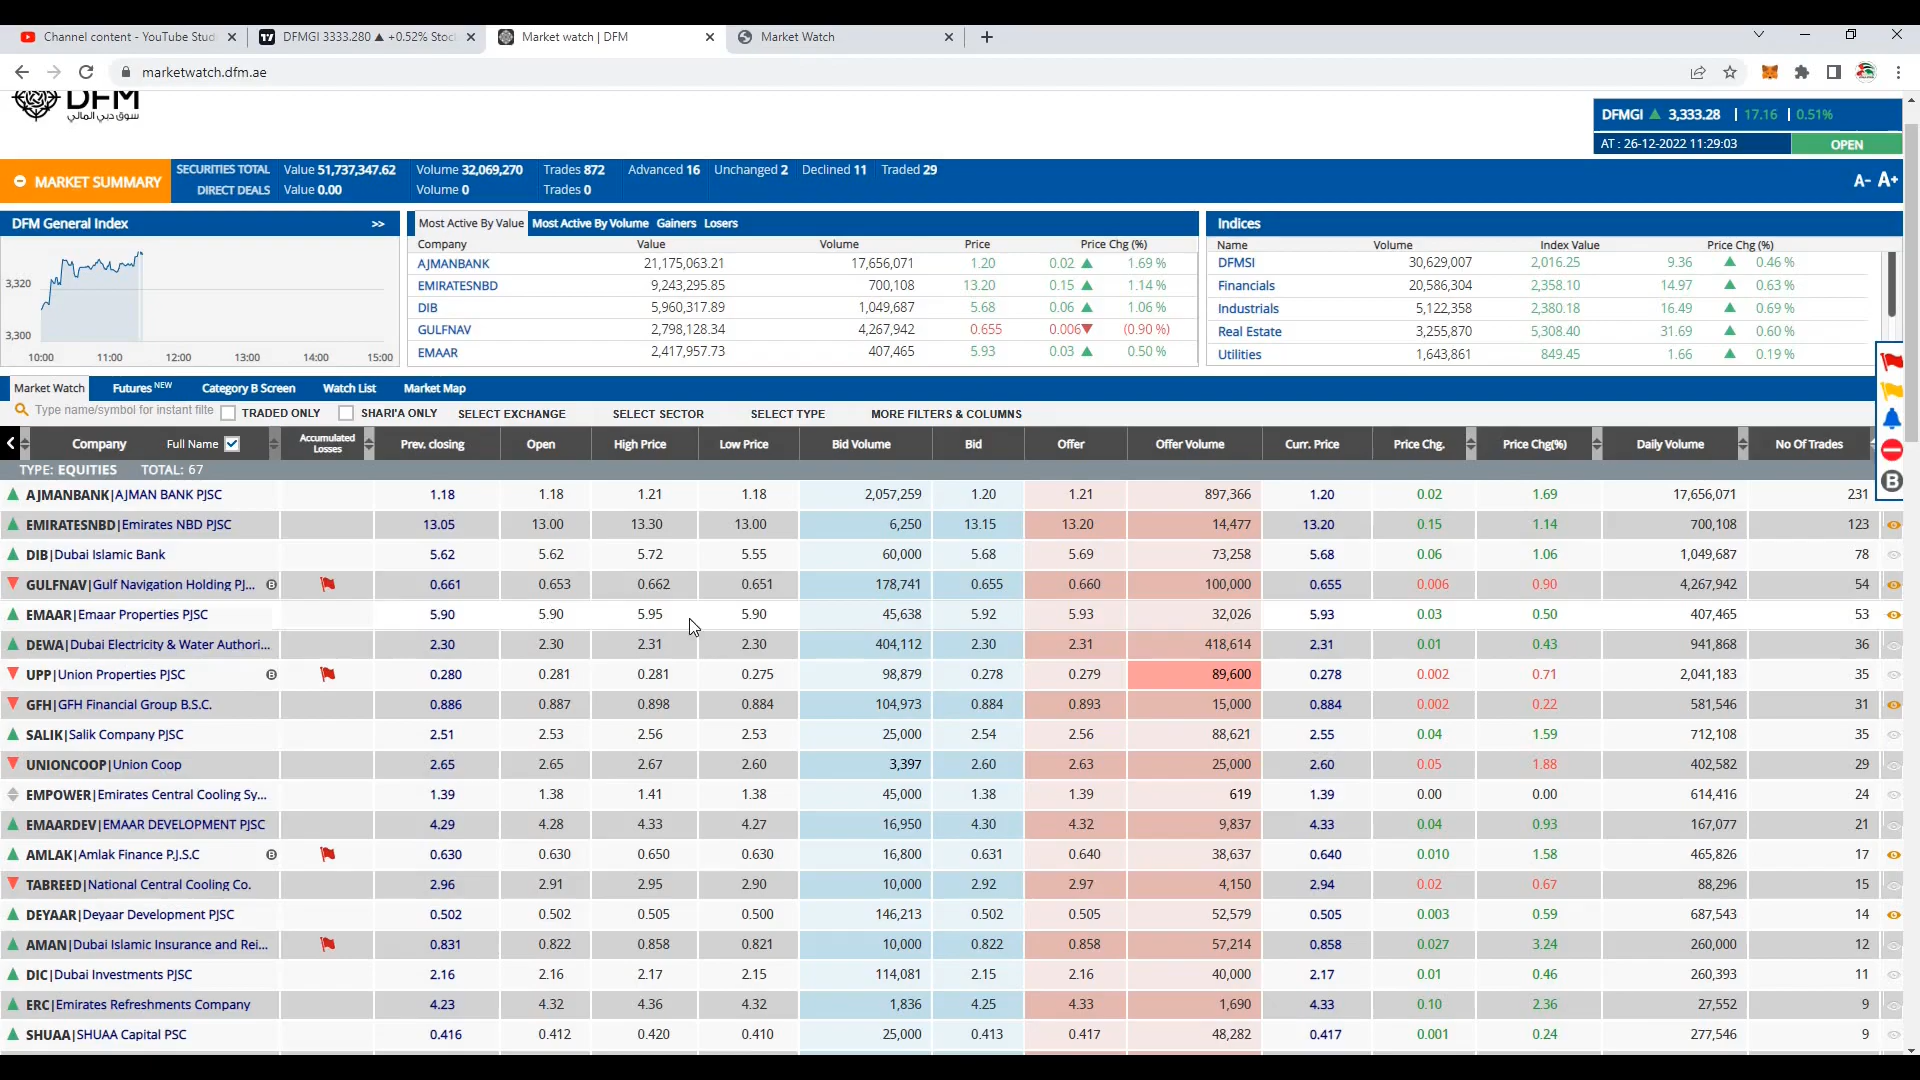 Channel content - YouTube Stud
DFMGI 3333.280 ▲ +0.52% Stoc
Market watch | DFM
Market Watch
marketwatch.dfm.ae
DFM
سوق دبي المالي
DFMGI ▲ 3,333.28 | 17.16 | 0.51%
AT : 26-12-2022 11:29:03 OPEN
MARKET SUMMARY
SECURITIES TOTAL Value 51,737,347.62 Volume 32,069,270 Trades 872 Advanced 16 Unchanged 2 Declined 11 Traded 29
DIRECT DEALS Value 0.00 Volume 0 Trades 0
A- A+
DFM General Index >>
3,320
3,300
10:00 11:00 12:00 13:00 14:00 15:00
Most Active By Value Most Active By Volume Gainers Losers
Company Value Volume Price Price Chg (%)
AJMANBANK 21,175,063.21 17,656,071 1.20 0.02 ▲ 1.69 %
EMIRATESNBD 9,243,295.85 700,108 13.20 0.15 ▲ 1.14 %
DIB 5,960,317.89 1,049,687 5.68 0.06 ▲ 1.06 %
GULFNAV 2,798,128.34 4,267,942 0.655 0.006▼ (0.90 %)
EMAAR 2,417,957.73 407,465 5.93 0.03 ▲ 0.50 %
Indices
Name Volume Index Value Price Chg (%)
DFMSI 30,629,007 2,016.25 9.36 ▲ 0.46 %
Financials 20,586,304 2,358.10 14.97 ▲ 0.63 %
Industrials 5,122,358 2,380.18 16.49 ▲ 0.69 %
Real Estate 3,255,870 5,308.40 31.69 ▲ 0.60 %
Utilities 1,643,861 849.45 1.66 ▲ 0.19 %
Market Watch Futures NEW Category B Screen Watch List Market Map
Type name/symbol for instant filte TRADED ONLY SHARI'A ONLY SELECT EXCHANGE SELECT SECTOR SELECT TYPE MORE FILTERS & COLUMNS
Company Full Name Accumulated Losses Prev. closing Open High Price Low Price Bid Volume Bid Offer Offer Volume Curr. Price Price Chg. Price Chg(%) Daily Volume No Of Trades
B
TYPE: EQUITIES TOTAL: 67
AJMANBANK|AJMAN BANK PJSC 1.18 1.18 1.21 1.18 2,057,259 1.20 1.21 897,366 1.20 0.02 1.69 17,656,071 231
EMIRATESNBD|Emirates NBD PJSC 13.05 13.00 13.30 13.00 6,250 13.15 13.20 14,477 13.20 0.15 1.14 700,108 123
DIB|Dubai Islamic Bank 5.62 5.62 5.72 5.55 60,000 5.68 5.69 73,258 5.68 0.06 1.06 1,049,687 78
GULFNAV|Gulf Navigation Holding PJ... B 0.661 0.653 0.662 0.651 178,741 0.655 0.660 100,000 0.655 0.006 0.90 4,267,942 54
EMAAR|Emaar Properties PJSC 5.90 5.90 5.95 5.90 45,638 5.92 5.93 32,026 5.93 0.03 0.50 407,465 53
DEWA|Dubai Electricity & Water Authori... 2.30 2.30 2.31 2.30 404,112 2.30 2.31 418,614 2.31 0.01 0.43 941,868 36
UPP|Union Properties PJSC B 0.280 0.281 0.281 0.275 98,879 0.278 0.279 89,600 0.278 0.002 0.71 2,041,183 35
GFH|GFH Financial Group B.S.C. 0.886 0.887 0.898 0.884 104,973 0.884 0.893 15,000 0.884 0.002 0.22 581,546 31
SALIK|Salik Company PJSC 2.51 2.53 2.56 2.53 25,000 2.54 2.56 88,621 2.55 0.04 1.59 712,108 35
UNIONCOOP|Union Coop 2.65 2.65 2.67 2.60 3,397 2.60 2.63 25,000 2.60 0.05 1.88 402,582 29
EMPOWER|Emirates Central Cooling Sy... 1.39 1.38 1.41 1.38 45,000 1.38 1.39 619 1.39 0.00 0.00 614,416 24
EMAARDEV|EMAAR DEVELOPMENT PJSC 4.29 4.28 4.33 4.27 16,950 4.30 4.32 9,837 4.33 0.04 0.93 167,077 21
AMLAK|Amlak Finance P.J.S.C B 0.630 0.630 0.650 0.630 16,800 0.631 0.640 38,637 0.640 0.010 1.58 465,826 17
TABREED|National Central Cooling Co. 2.96 2.91 2.95 2.90 10,000 2.92 2.97 4,150 2.94 0.02 0.67 88,296 15
DEYAAR|Deyaar Development PJSC 0.502 0.502 0.505 0.500 146,213 0.502 0.505 52,579 0.505 0.003 0.59 687,543 14
AMAN|Dubai Islamic Insurance and Rei... 0.831 0.822 0.858 0.821 10,000 0.822 0.858 57,214 0.858 0.027 3.24 260,000 12
DIC|Dubai Investments PJSC 2.16 2.16 2.17 2.15 114,081 2.15 2.16 40,000 2.17 0.01 0.46 260,393 11
ERC|Emirates Refreshments Company 4.23 4.32 4.36 4.32 1,836 4.25 4.33 1,690 4.33 0.10 2.36 27,552 9
SHUAA|SHUAA Capital PSC 0.416 0.412 0.420 0.410 25,000 0.413 0.417 48,282 0.417 0.001 0.24 277,546 9